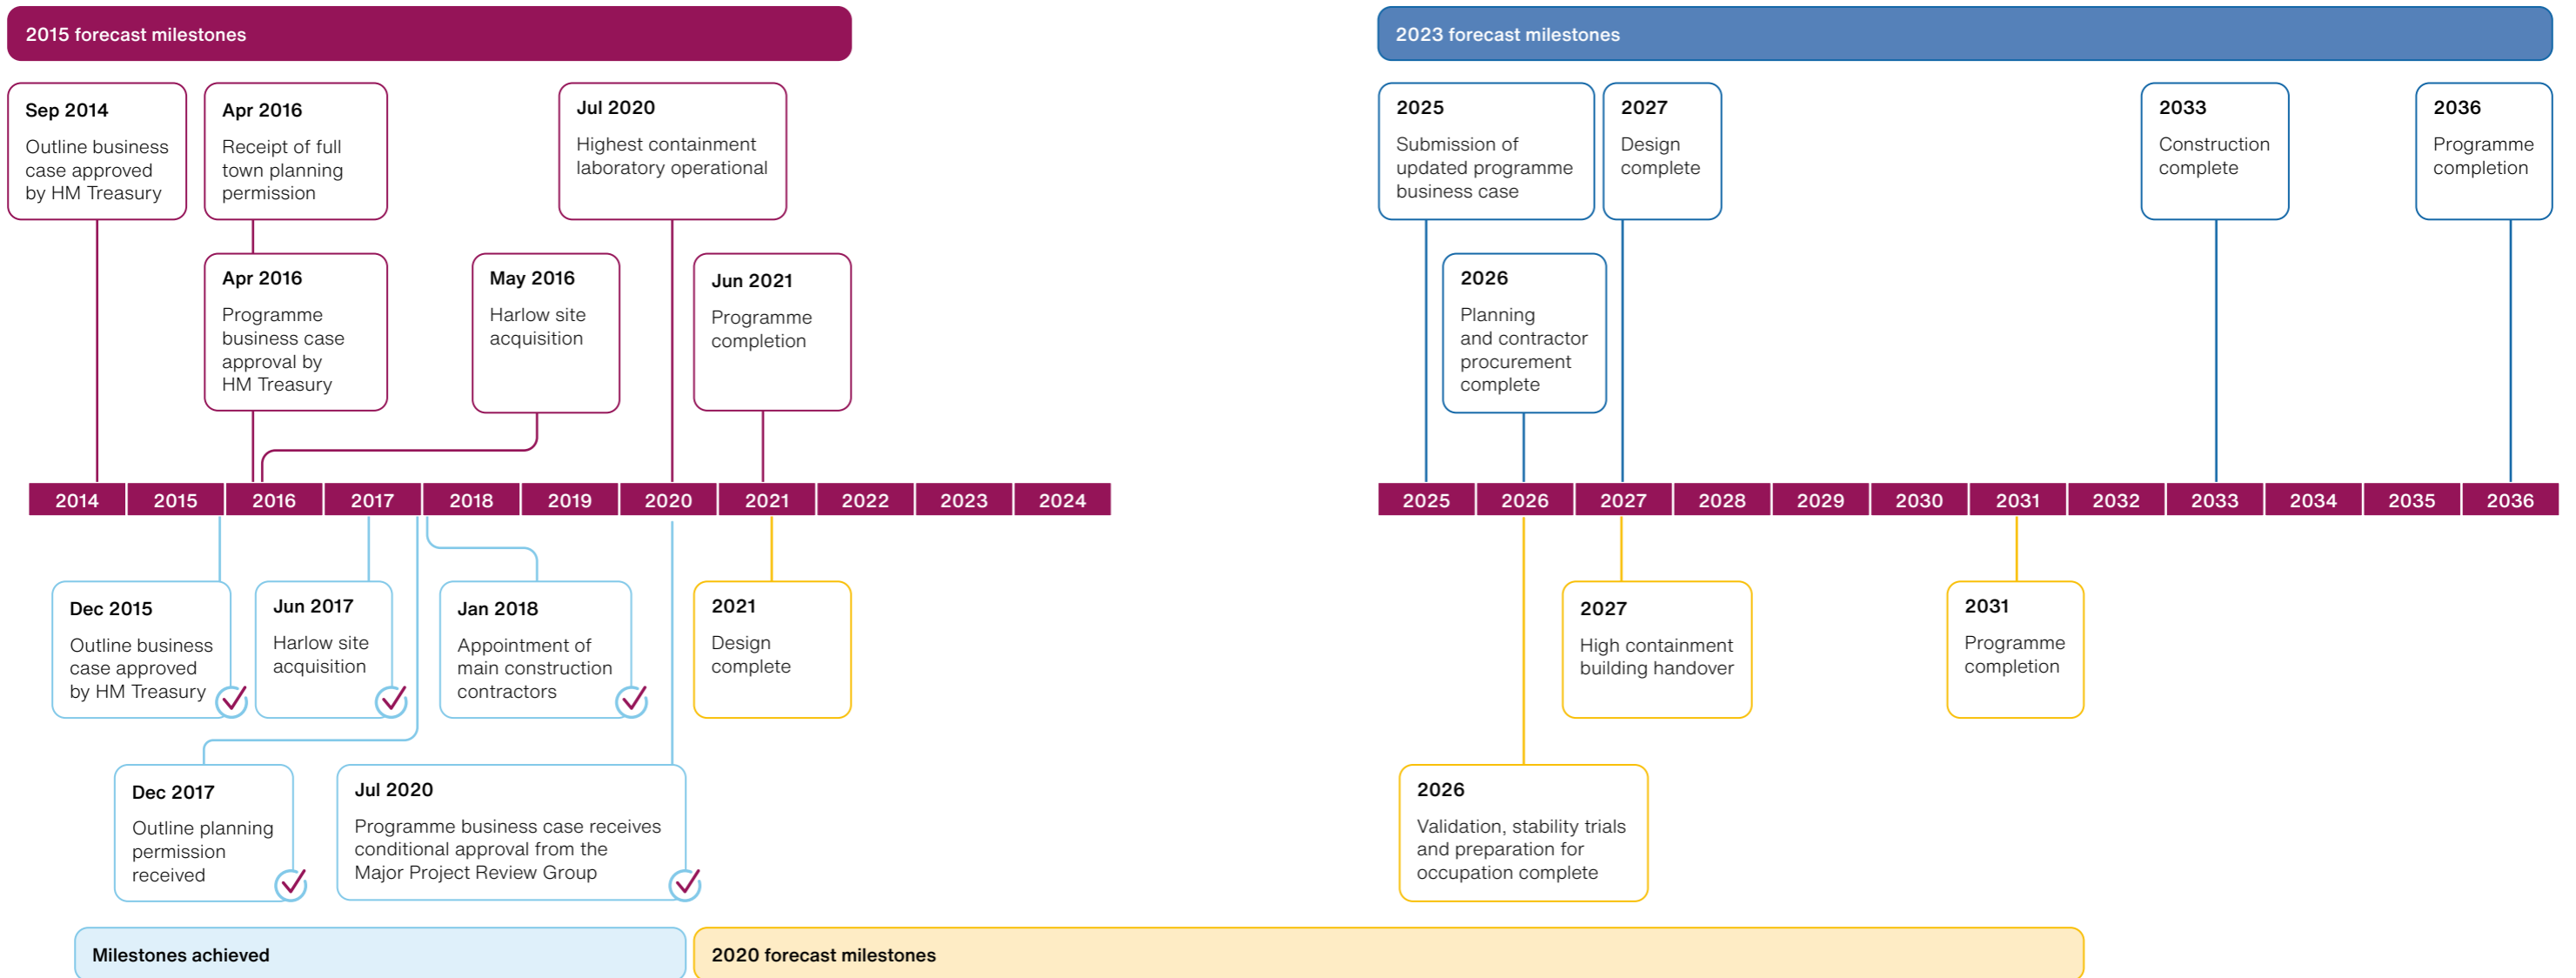 2015 forecast milestones
2023 forecast milestones
Sep 2014
Outline business
case approved
by HM Treasury
Apr 2016
Receipt of full
town planning
permission
Jul 2020
Highest containment
laboratory operational
2025
Submission of
updated programme
business case
2027
Design
complete
2033
Construction
complete
2036
Programme
completion
Apr 2016
Programme
business case
approval by
HM Treasury
May 2016
Harlow site
acquisition
Jun 2021
Programme
completion
2026
Planning
and contractor
procurement
complete
2014 2015 2016 2017 2018 2019 2020 2021 2022 2023 2024 2025 2026 2027 2028 2029 2030 2031 2032 2033 2034 2035 2036
Dec 2015
Outline business
case approved
by HM Treasury
Jun 2017
Harlow site
acquisition
Jan 2018
Appointment of
main construction
contractors
2021
Design
complete
2027
High containment
building handover
2031
Programme
completion
Dec 2017
Outline planning
permission
received
Jul 2020
Programme business case receives
conditional approval from the
Major Project Review Group
2026
Validation, stability trials
and preparation for
occupation complete
Milestones achieved
2020 forecast milestones